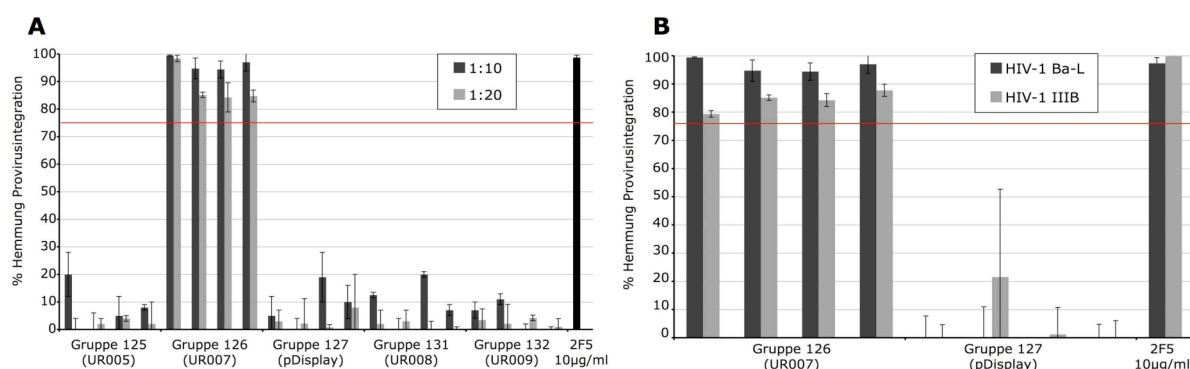 A
% Hemmung Provirusintegration
100
90
80
70
60
50
40
30
20
10
0
1:10
1:20
Gruppe 125 Gruppe 126 Gruppe 127 Gruppe 131 Gruppe 132 2F5
(UR005) (UR007) (pDisplay) (UR008) (UR009) 10µg/ml
B
% Hemmung Provirusintegration
100
90
80
70
60
50
40
30
20
10
0
HIV-1 Ba-L
HIV-1 IIIB
Gruppe 126 Gruppe 127 2F5
(UR007) (pDisplay) 10µg/ml